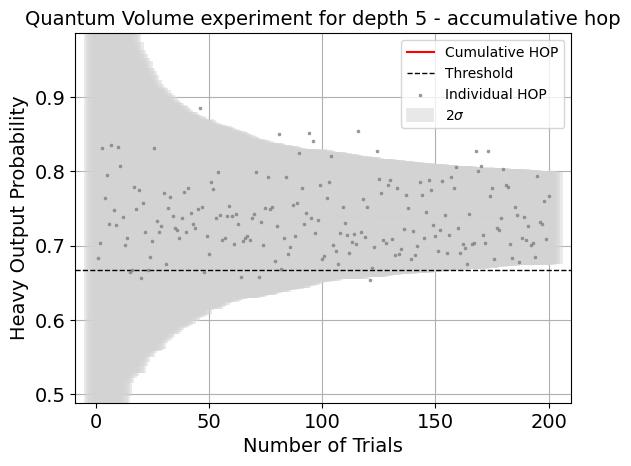 Quantum Volume experiment for depth 5 - accumulative hop
Cumulative HOP
Threshold
Individual HOP
2σ
Heavy Output Probability
0.9
0.8
0.7
0.6
0.5
0
50
100
150
200
Number of Trials